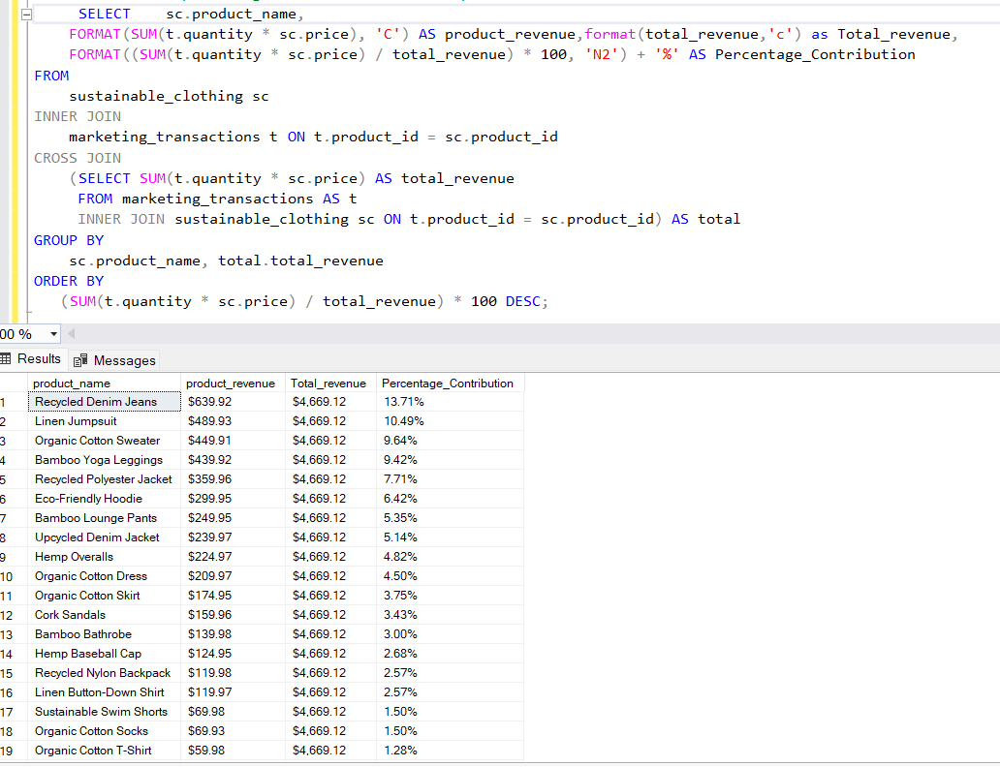 SELECT sc.product_name,
FORMAT(SUM(t.quantity * sc.price), 'C') AS product_revenue,format(total_revenue,'c') as Total_revenue,
FORMAT((SUM(t.quantity * sc.price) / total_revenue) * 100, 'N2') + '%' AS Percentage_Contribution
FROM
sustainable_clothing sc
INNER JOIN
marketing_transactions t ON t.product_id = sc.product_id
CROSS JOIN
(SELECT SUM(t.quantity * sc.price) AS total_revenue
FROM marketing_transactions AS t
INNER JOIN sustainable_clothing sc ON t.product_id = sc.product_id) AS total
GROUP BY
sc.product_name, total.total_revenue
ORDER BY
(SUM(t.quantity * sc.price) / total_revenue) * 100 DESC;
00 %
Results Messages
product_name product_revenue Total_revenue Percentage_Contribution
1 Recycled Denim Jeans $639.92 $4,669.12 13.71%
2 Linen Jumpsuit $489.93 $4,669.12 10.49%
3 Organic Cotton Sweater $449.91 $4,669.12 9.64%
4 Bamboo Yoga Leggings $439.92 $4,669.12 9.42%
5 Recycled Polyester Jacket $359.96 $4,669.12 7.71%
6 Eco-Friendly Hoodie $299.95 $4,669.12 6.42%
7 Bamboo Lounge Pants $249.95 $4,669.12 5.35%
8 Upcycled Denim Jacket $239.97 $4,669.12 5.14%
9 Hemp Overalls $224.97 $4,669.12 4.82%
10 Organic Cotton Dress $209.97 $4,669.12 4.50%
11 Organic Cotton Skirt $174.95 $4,669.12 3.75%
12 Cork Sandals $159.96 $4,669.12 3.43%
13 Bamboo Bathrobe $139.98 $4,669.12 3.00%
14 Hemp Baseball Cap $124.95 $4,669.12 2.68%
15 Recycled Nylon Backpack $119.98 $4,669.12 2.57%
16 Linen Button-Down Shirt $119.97 $4,669.12 2.57%
17 Sustainable Swim Shorts $69.98 $4,669.12 1.50%
18 Organic Cotton Socks $69.93 $4,669.12 1.50%
19 Organic Cotton T-Shirt $59.98 $4,669.12 1.28%